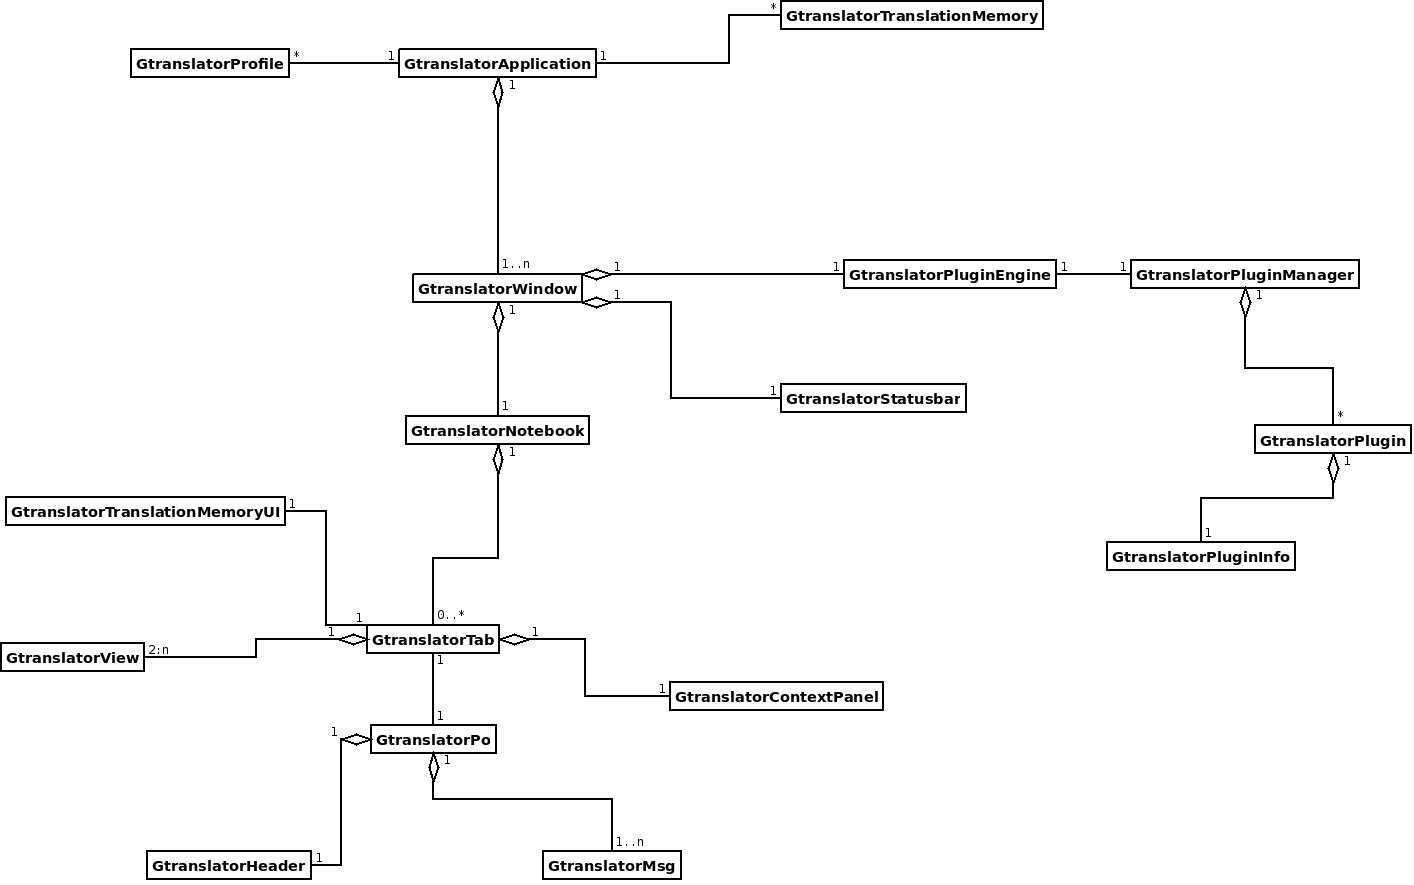 * GtranslatorTranslationMemory
GtranslatorProfile * 1 GtranslatorApplication 1
1
1..n
GtranslatorWindow 1 1 GtranslatorPluginEngine 1 1 GtranslatorPluginManager
1 1 1
1 GtranslatorStatusbar
1 *
GtranslatorNotebook GtranslatorPlugin
1 1
GtranslatorTranslationMemoryUI 1
1
GtranslatorPluginInfo
1 0..*
1 GtranslatorTab 1
GtranslatorView 2:n 1
1 GtranslatorContextPanel
1
1 GtranslatorPo
1
1..n
GtranslatorHeader 1 GtranslatorMsg